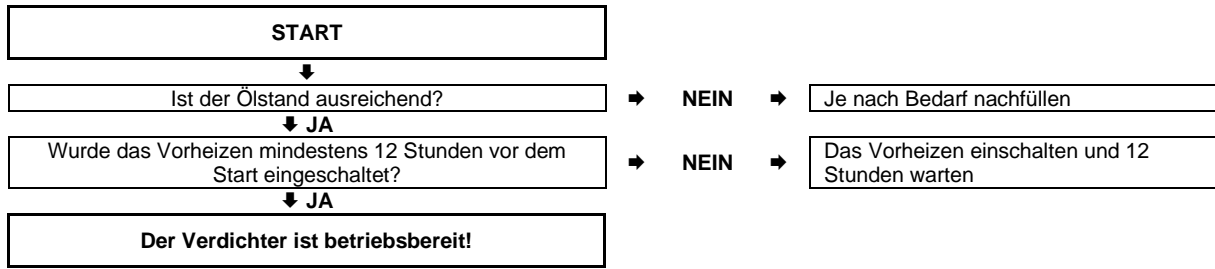 START
🡇
Ist der Ölstand ausreichend? 🡆 NEIN 🡆 Je nach Bedarf nachfüllen
🡇 JA
Wurde das Vorheizen mindestens 12 Stunden vor dem
Start eingeschaltet?
🡆 NEIN 🡆
Das Vorheizen einschalten und 12
Stunden warten
🡇 JA
Der Verdichter ist betriebsbereit!